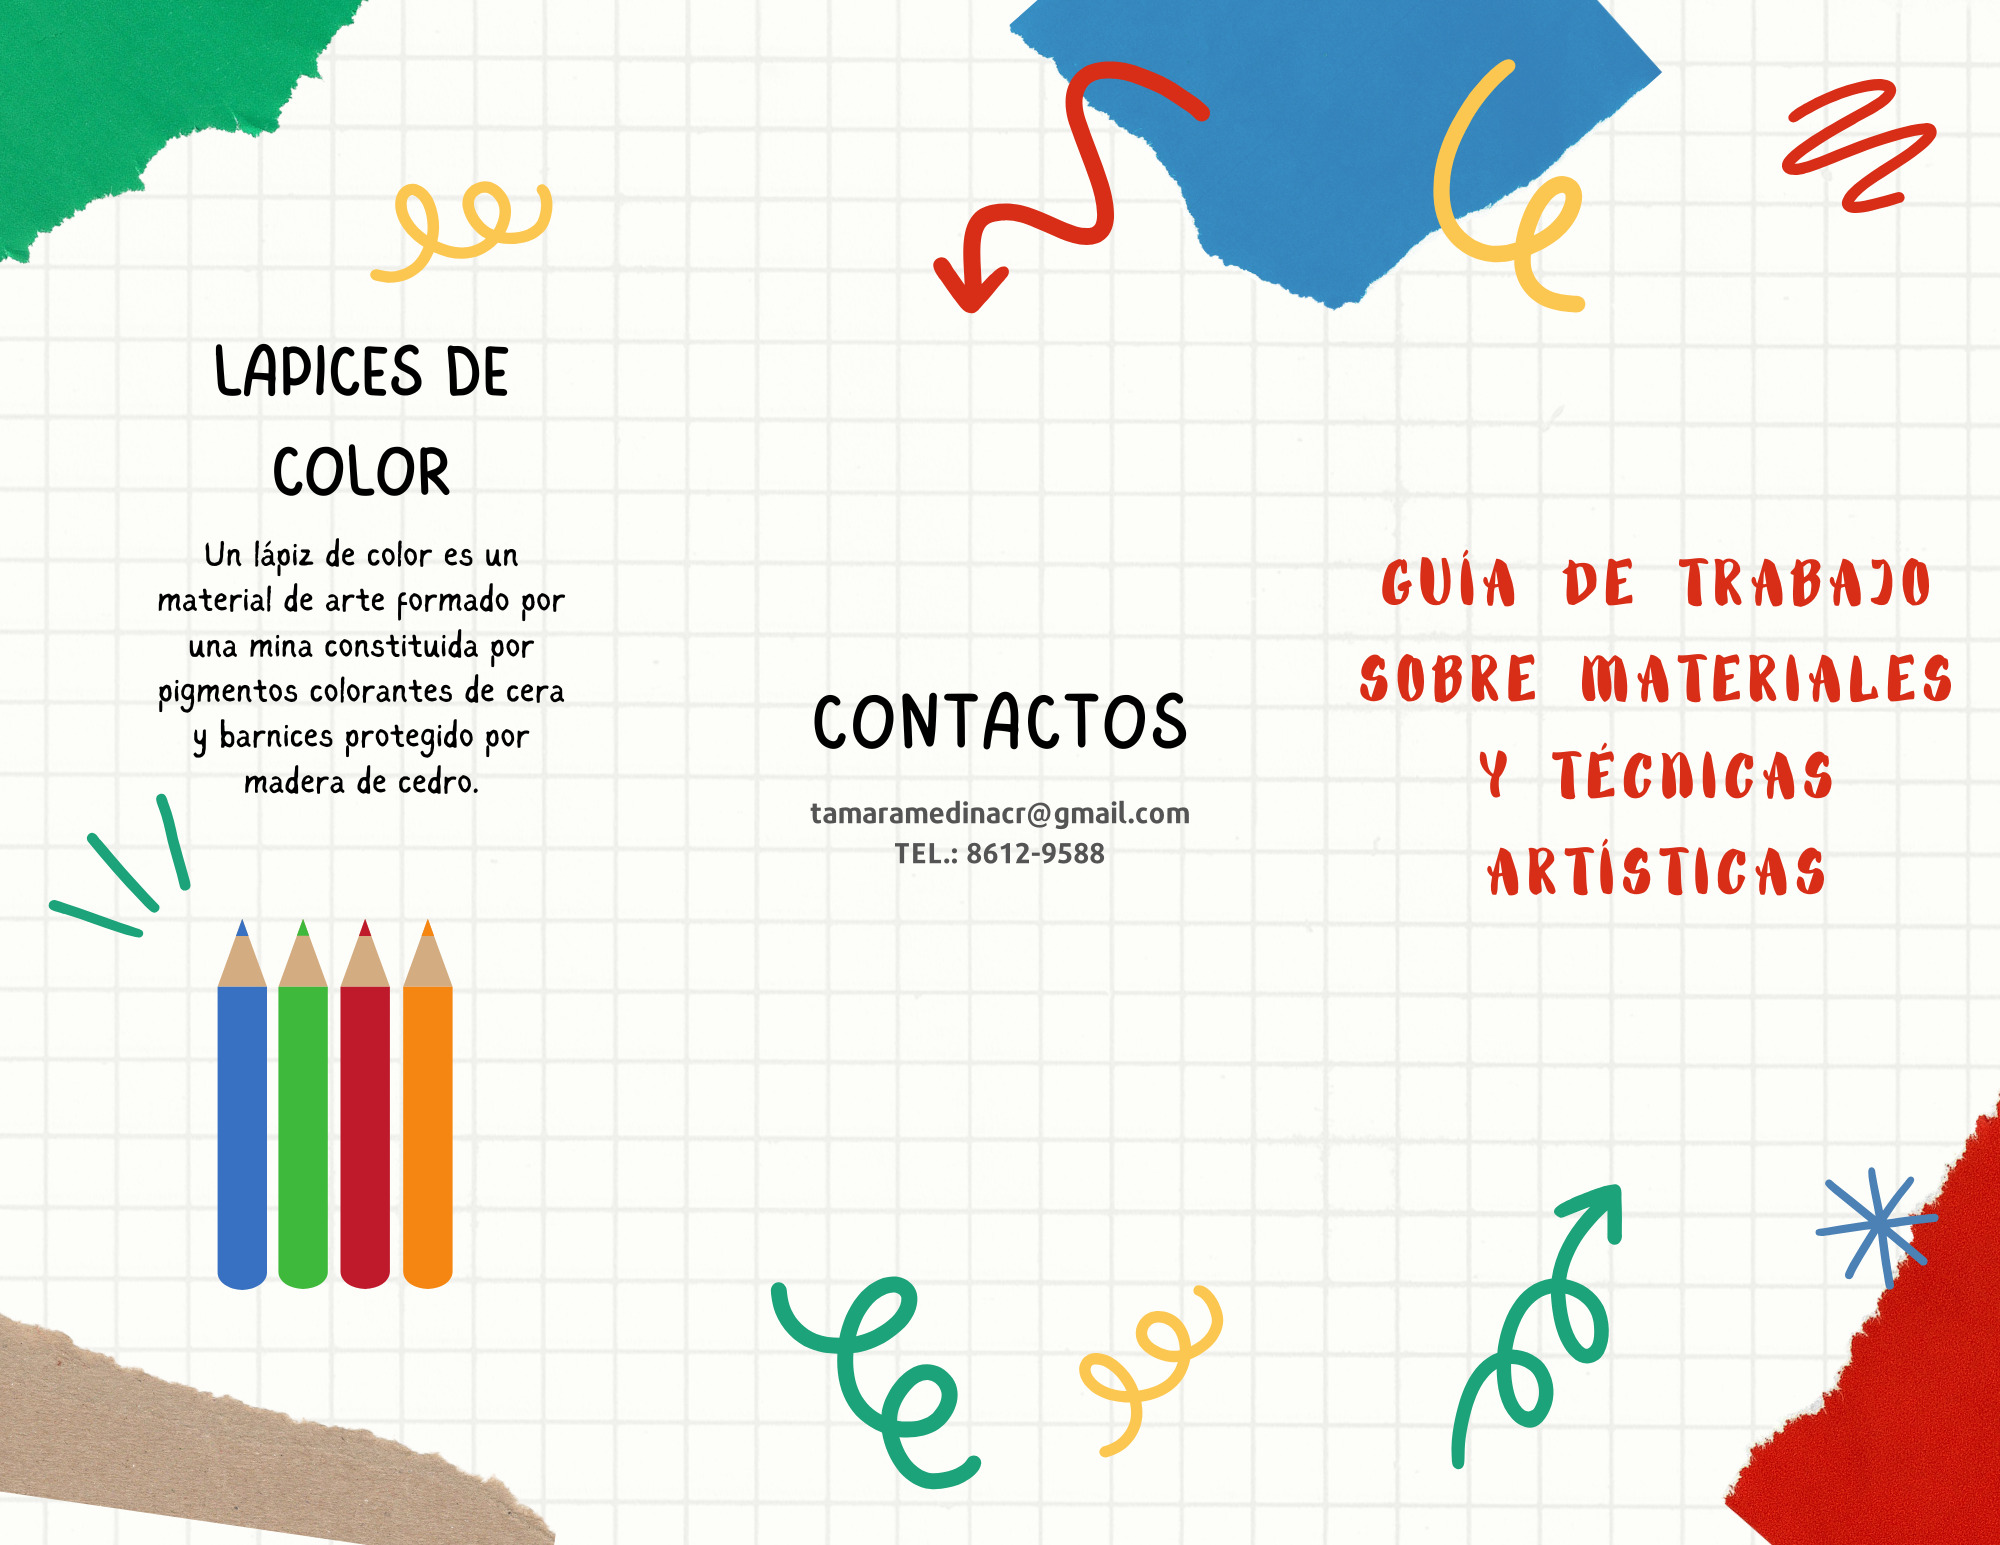 LAPICES DE
COLOR
Un lápiz de color es un
material de arte formado por
una mina constituida por
pigmentos colorantes de cera
y barnices protegido por
madera de cedro.
CONTACTOS
tamaramedinacr@gmail.com
TEL.: 8612-9588
GUÍA DE TRABAJO
SOBRE MATERIALES
Y TÉCNICAS
ARTÍSTICAS